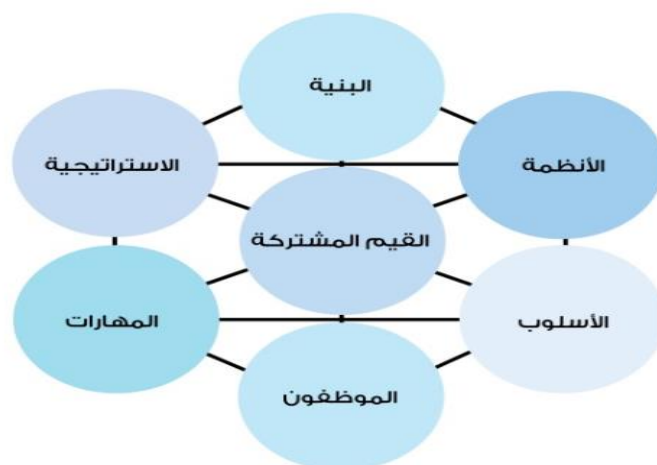 البنية
الأنظمة
الاستراتيجية
القيم المشتركة
الأسلوب
المهارات
الموظفون